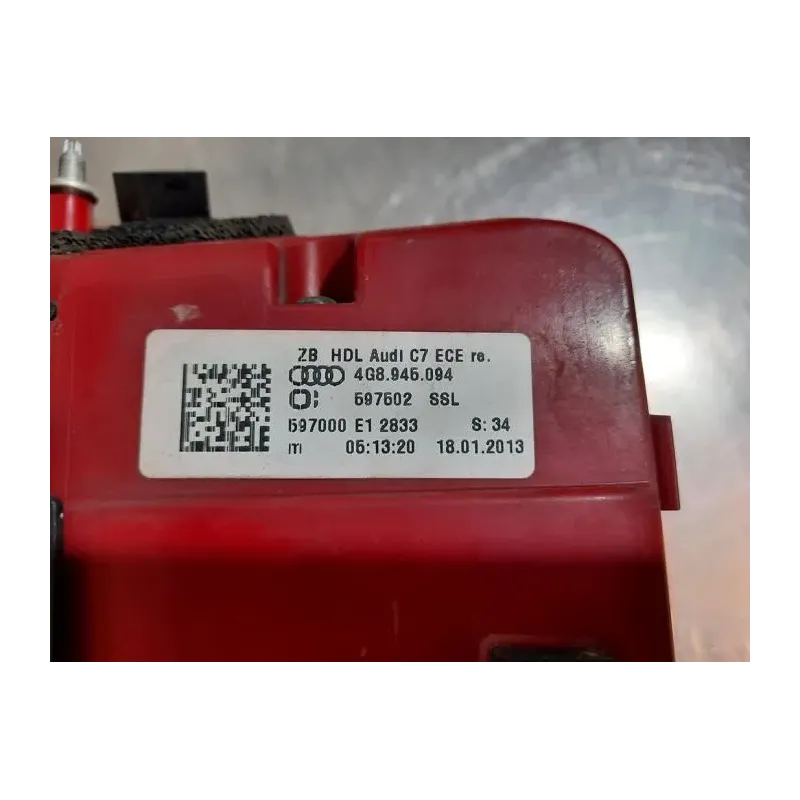 ZB HDL Audi C7 ECE re.
4G8.945.094
597502 SSL
597000 E1 2833 S: 34
m 05:13:20 18.01.2013